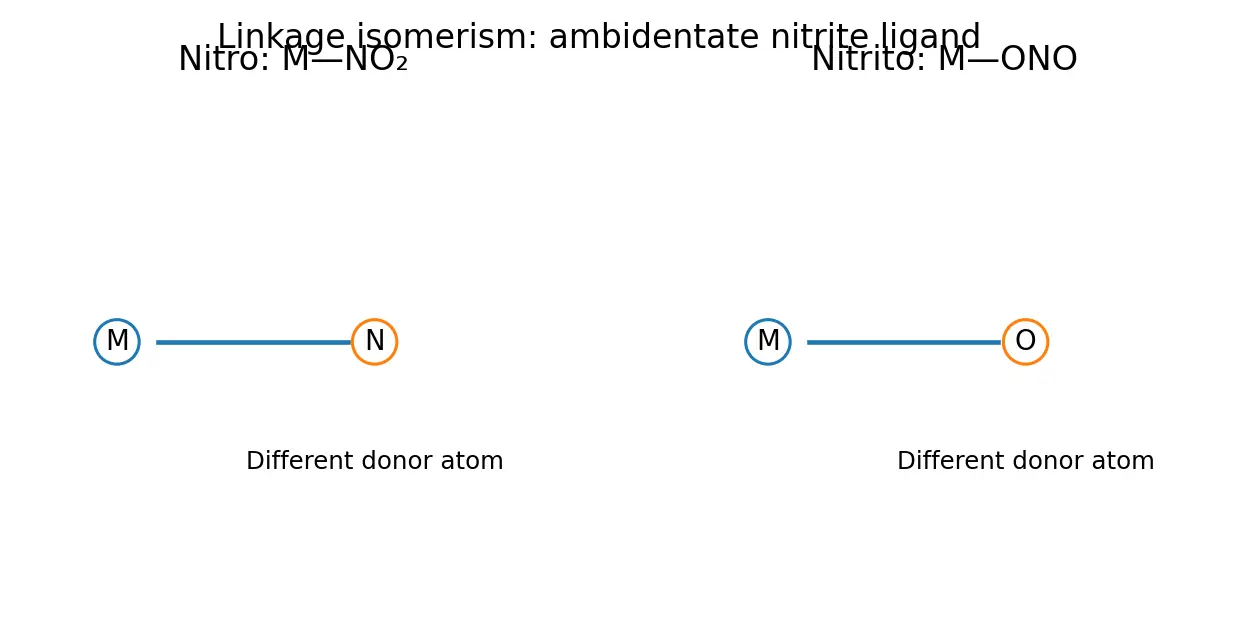 Linkage isomerism: ambidentate nitrite ligand
Nitro: M—NO₂
Nitrito: M—ONO
M
N
M
O
Different donor atom
Different donor atom